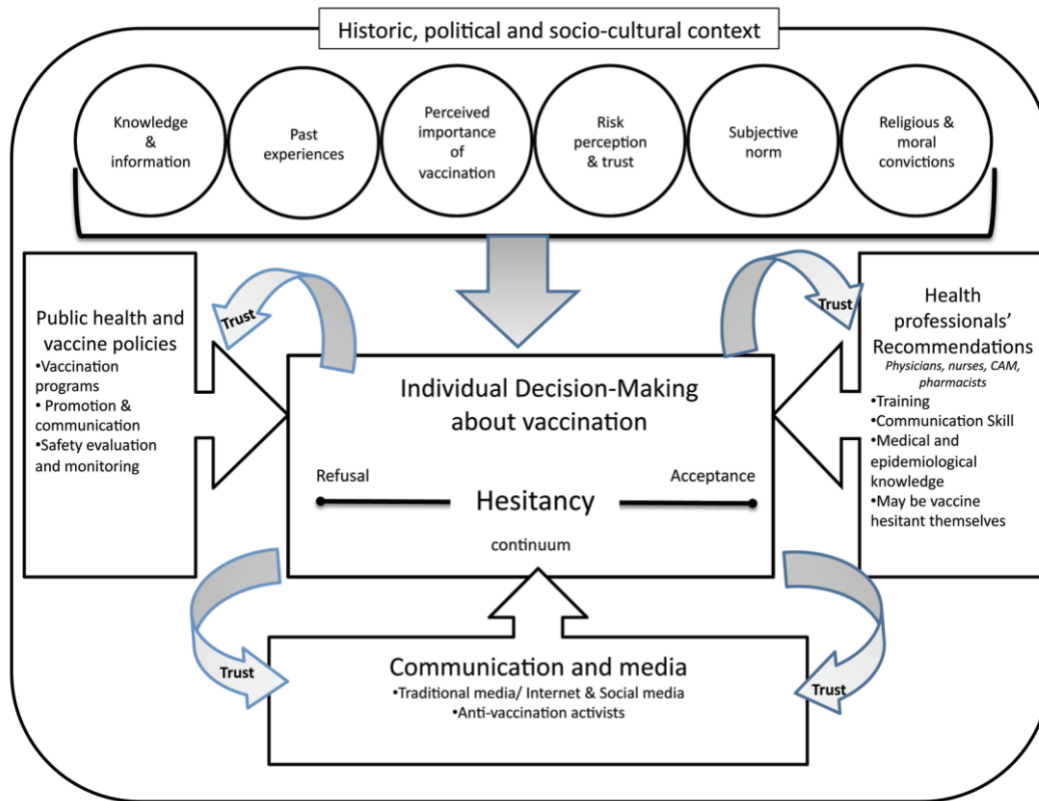 Historic, political and socio-cultural context
Knowledge
&
information
Past
experiences
Perceived
importance
of
vaccination
Risk
perception
& trust
Subjective
norm
Religious &
moral
convictions
Public health and
vaccine policies
•Vaccination
programs
• Promotion &
communication
•Safety evaluation
and monitoring
Trust
Trust
Health
professionals’
Recommendations
Physicians, nurses, CAM,
pharmacists
•Training
•Communication Skill
•Medical and
epidemiological
knowledge
•May be vaccine
hesitant themselves
Individual Decision-Making
about vaccination
Refusal
Acceptance
Hesitancy
continuum
Trust
Trust
Communication and media
•Traditional media/ Internet & Social media
•Anti-vaccination activists